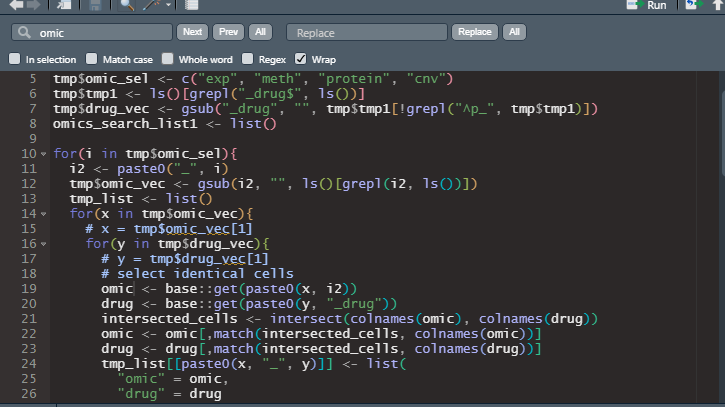 Run
omic Next Prev All Replace Replace All
In selection Match case Whole word Regex Wrap
5 tmp$omic_sel <- c("exp", "meth", "protein", "cnv")
6 tmp$tmp1 <- ls()[grepl("_drug$", ls())]
7 tmp$drug_vec <- gsub("_drug", "", tmp$tmp1[!grepl("^p_", tmp$tmp1)])
8 omics_search_list1 <- list()
9
10 for(i in tmp$omic_sel){
11 i2 <- paste0("_", i)
12 tmp$omic_vec <- gsub(i2, "", ls()[grepl(i2, ls())])
13 tmp_list <- list()
14 for(x in tmp$omic_vec){
15 # x = tmp$omic_vec[1]
16 for(y in tmp$drug_vec){
17 # y = tmp$drug_vec[1]
18 # select identical cells
19 omic <- base::get(paste0(x, i2))
20 drug <- base::get(paste0(y, "_drug"))
21 intersected_cells <- intersect(colnames(omic), colnames(drug))
22 omic <- omic[,match(intersected_cells, colnames(omic))]
23 drug <- drug[,match(intersected_cells, colnames(drug))]
24 tmp_list[[paste0(x, "_", y)]] <- list(
25 "omic" = omic,
26 "drug" = drug